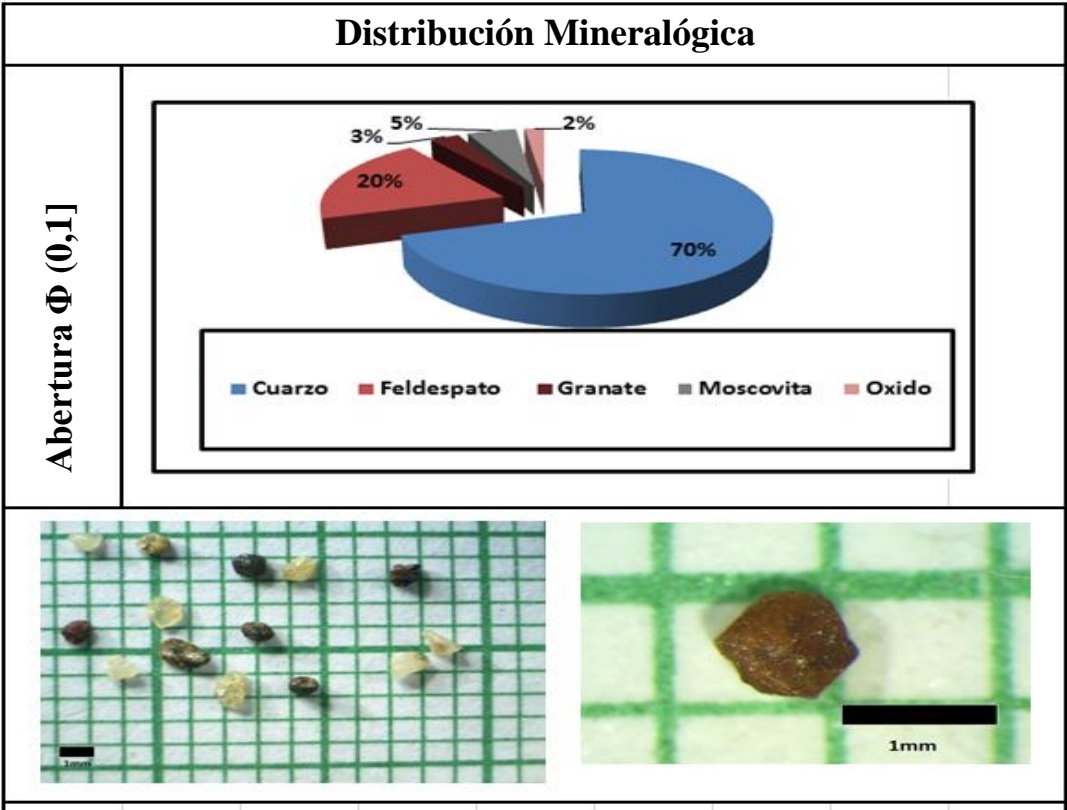 Distribución Mineralógica
Abertura Φ (0,1]
5%
2%
3%
20%
70%
Cuarzo Feldespato Granate Moscovita Oxido
1mm
1mm